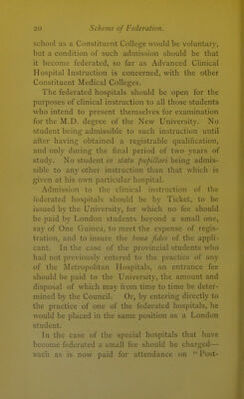 20 Scheme of Federation.
school as a Constituent College would be voluntary,
but a condition of such admission should be that
it become federated, so far as Advanced Clinical
Hospital Instruction is concerned, with the other
Constituent Medical Colleges.
The federated hospitals should be open for the
purposes of clinical instruction to all those students
who intend to present themselves for examination
for the M.D. degree of the New University. No
student being admissible to such instruction until
after having obtained a registrable qualification,
and only during the final period of two years of
study. No student in statu pupillari being admis-
sible to any other instruction than that which is
given at his own particular hospital.
Admission to the clinical instruction of the
federated hospitals should be by Ticket, to be
issued by the University, for which no fee should
be paid by London students beyond a small one,
say of One Guinea, to meet the expense of regis-
tration, and to insure the bona fides of the appli-
cant. In the case of the provincial students who
had not previously entered to the practice of any
of the Metropolitan Hospitals, an entrance fee
should be paid to the University, the amount and
disposal of which may from time to time be deter-
mined by the Council. Or, by entering directly to
the practice of one of the federated hospitals, he
would be placed in the same position as a London
student.
In the case of the special hospitals that have
become federated a small fee should be charged—
such as is now paid for attendance on "Post-